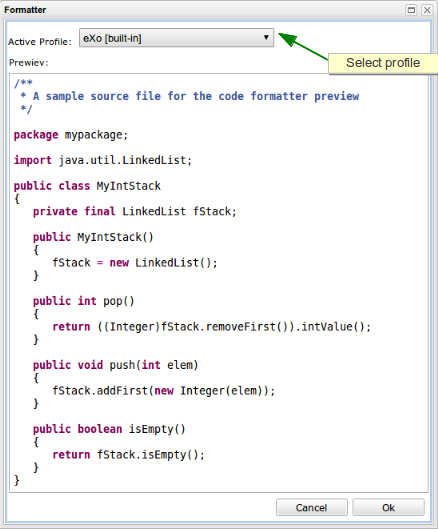 Formatter
Active Profile: eXo [built-in]
Select profile
Prewiev:
/**
 * A sample source file for the code formatter preview
 */
package mypackage;
import java.util.LinkedList;
public class MyIntStack
{
   private final LinkedList fStack;
   public MyIntStack()
   {
      fStack = new LinkedList();
   }
   public int pop()
   {
      return ((Integer)fStack.removeFirst()).intValue();
   }
   public void push(int elem)
   {
      fStack.addFirst(new Integer(elem));
   }
   public boolean isEmpty()
   {
      return fStack.isEmpty();
   }
}
Cancel Ok